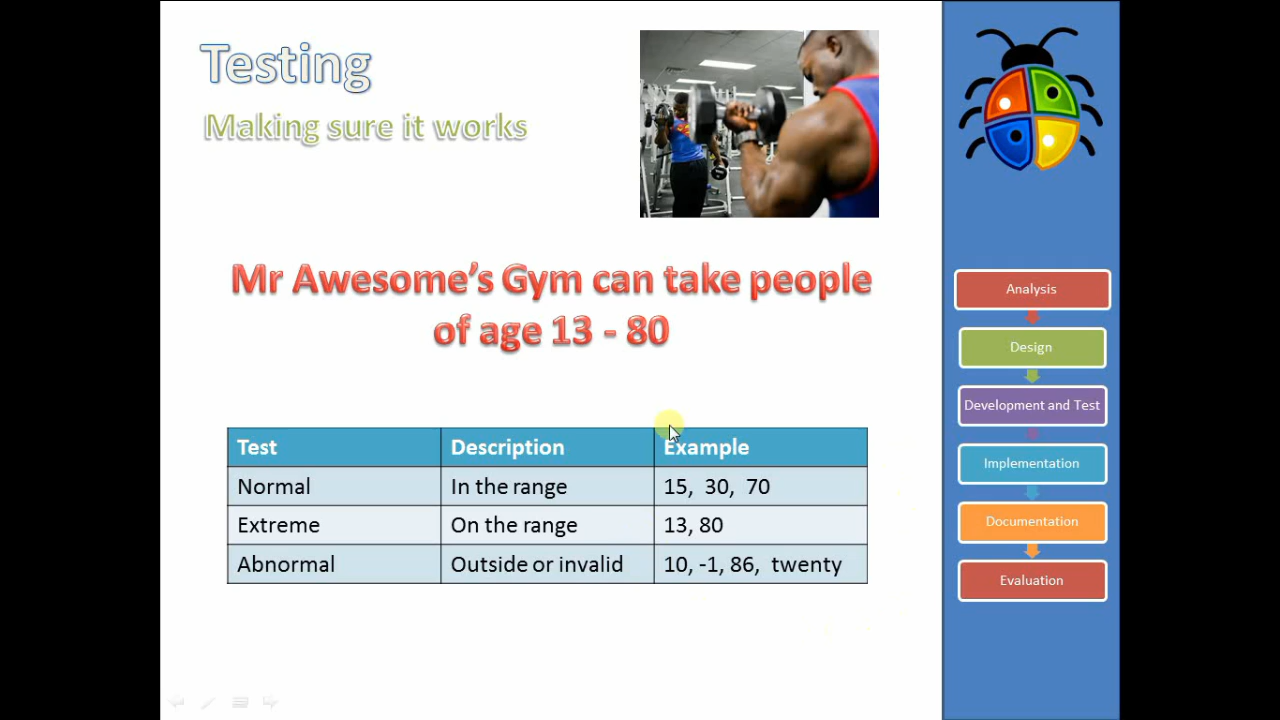 Testing
Making sure it works
Mr Awesome's Gym can take people
of age 13 - 80
Test Description Example
Normal In the range 15, 30, 70
Extreme On the range 13, 80
Abnormal Outside or invalid 10, -1, 86, twenty
Analysis
Design
Development and Test
Implementation
Documentation
Evaluation